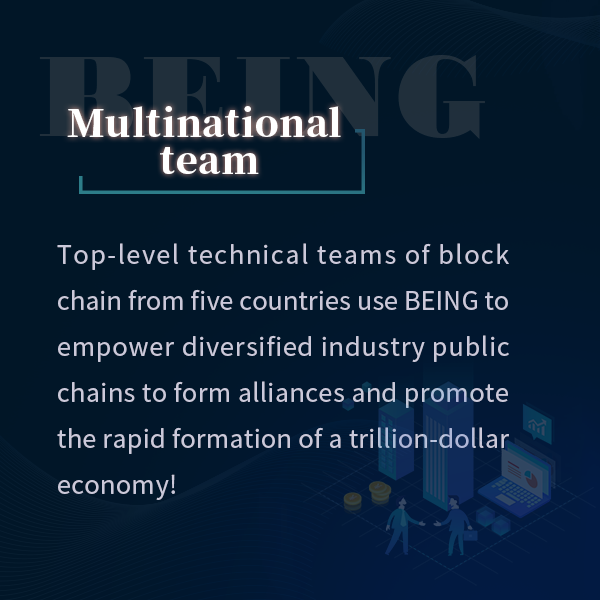 BEING
Multinational
team
Top-level technical teams of block
chain from five countries use BEING to
empower diversified industry public
chains to form alliances and promote
the rapid formation of a trillion-dollar
economy!